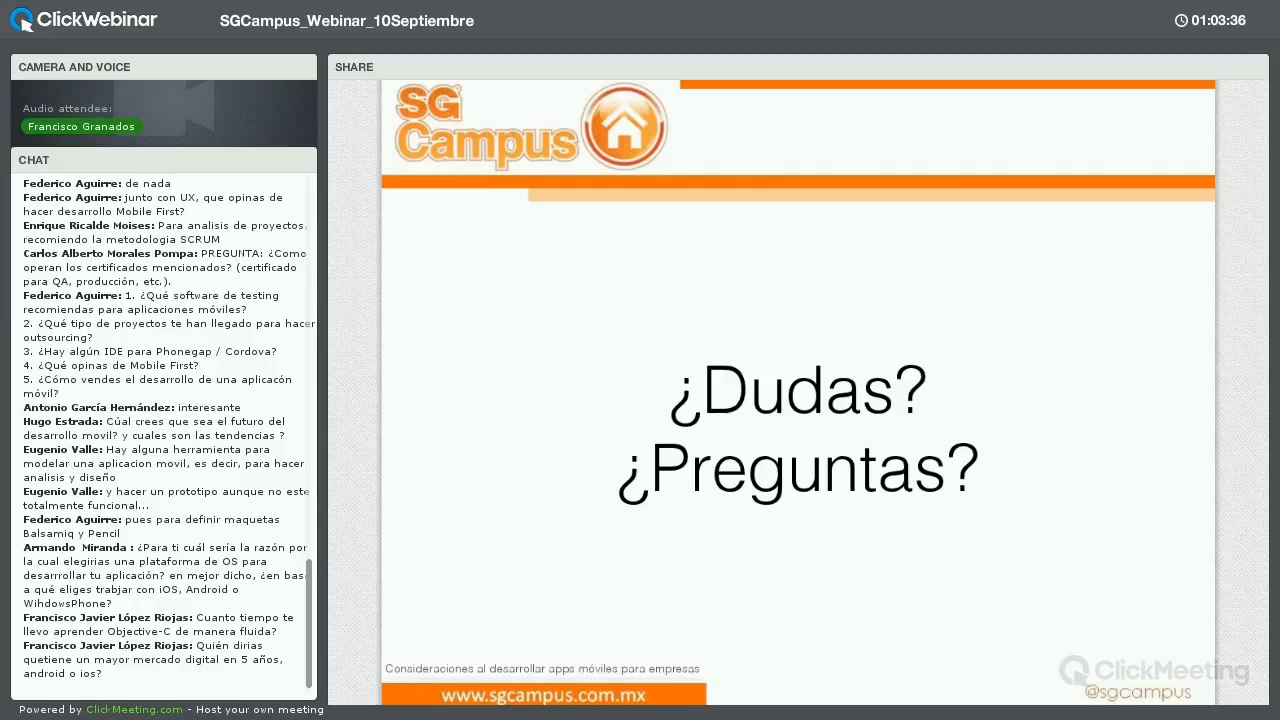 ClickWebinar
SGCampus_Webinar_10Septiembre
01:03:36
CAMERA AND VOICE
Audio attendee:
Francisco Granados
CHAT
Federico Aguirre: de nada
Federico Aguirre: junto con UX, que opinas de
hacer desarrollo Mobile First?
Enrique Ricalde Moises: Para analisis de proyectos,
recomiendo la metodologia SCRUM
Carlos Alberto Morales Pompa: PREGUNTA: ¿Como
operan los certificados mencionados? (certificado
para QA, producción, etc.).
Federico Aguirre: 1. ¿Qué software de testing
recomiendas para aplicaciones móviles?
2. ¿Qué tipo de proyectos te han llegado para hacer
outsourcing?
3. ¿Hay algún IDE para Phonegap / Cordova?
4. ¿Qué opinas de Mobile First?
5. ¿Cómo vendes el desarrollo de una aplicacón
móvil?
Antonio García Hernández: interesante
Hugo Estrada: Cual crees que sea el futuro del
desarrollo movil? y cuales son las tendencias ?
Eugenio Valle: Hay alguna herramienta para
modelar una aplicacion movil, es decir, para hacer
analisis y diseño
Eugenio Valle: y hacer un prototipo aunque no este
totalmente funcional...
Federico Aguirre: pues para definir maquetas
Balsamiq y Pencil
Armando Miranda : ¿Para ti cuál sería la razón por
la cual elegirias una plataforma de OS para
desarrollar tu aplicación? en mejor dicho, ¿en base
a qué eliges trabjar con iOS, Android o
WihdowsPhone?
Francisco Javier López Riojas: Cuanto tiempo te
llevo aprender Objective-C de manera fluida?
Francisco Javier López Riojas: Quién dirias
quetiene un mayor mercado digital en 5 años,
android o ios?
Powered by ClickMeeting.com - Host your own meeting
SHARE
SG
Campus
¿Dudas?
¿Preguntas?
Consideraciones al desarrollar apps móviles para empresas
www.sgcampus.com.mx
ClickMeeting
@sgcampus